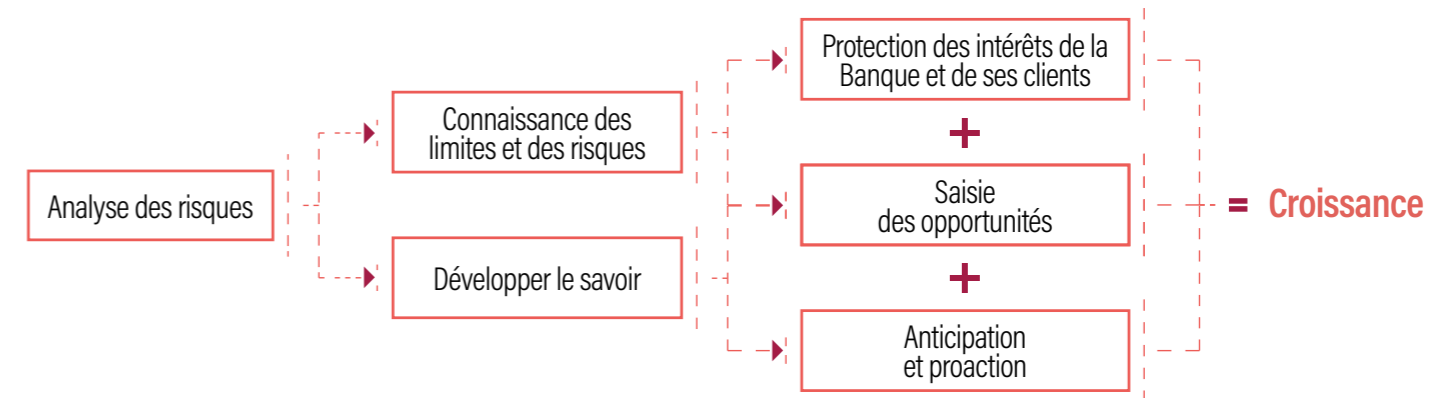 Analyse des risques
Connaissance des
limites et des risques
Développer le savoir
Protection des intérêts de la
Banque et de ses clients
+
Saisie
des opportunités
+
Anticipation
et proaction
= Croissance